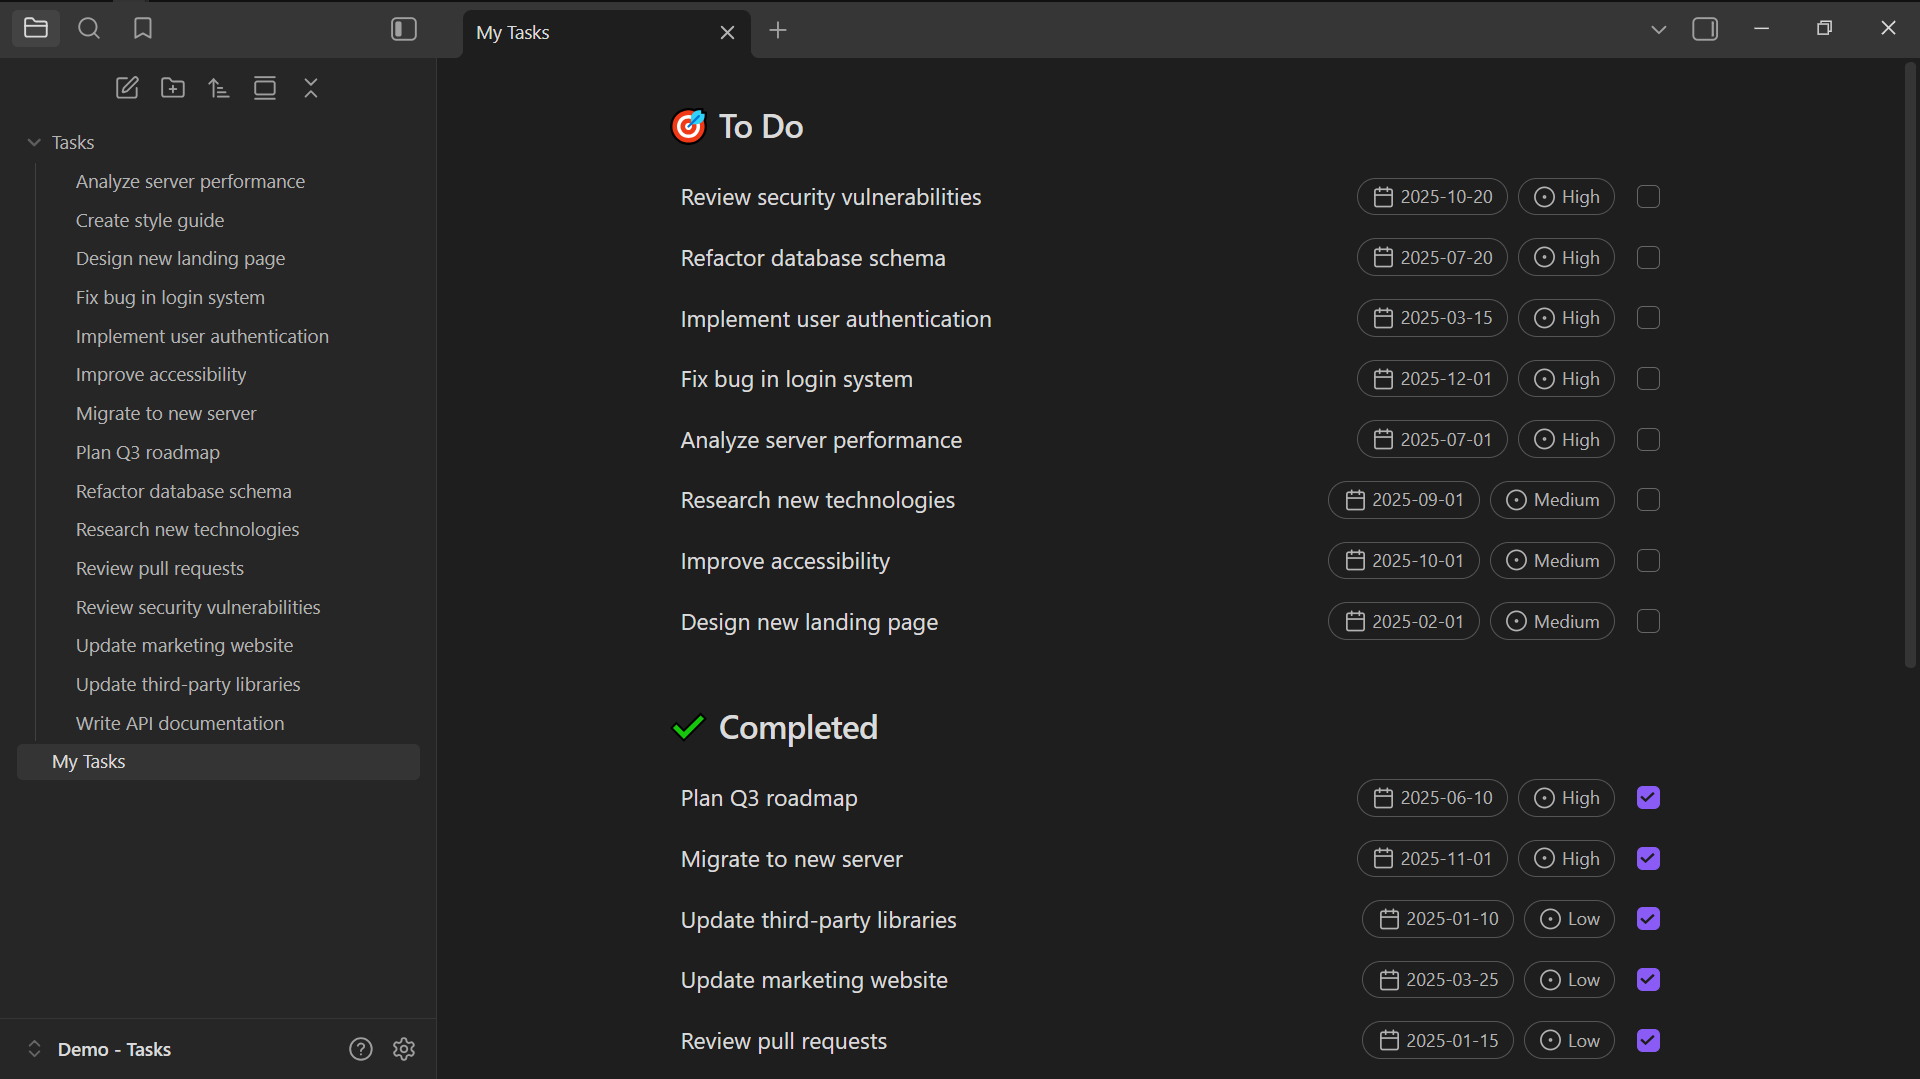 My Tasks
Tasks
Analyze server performance
Create style guide
Design new landing page
Fix bug in login system
Implement user authentication
Improve accessibility
Migrate to new server
Plan Q3 roadmap
Refactor database schema
Research new technologies
Review pull requests
Review security vulnerabilities
Update marketing website
Update third-party libraries
Write API documentation
My Tasks
Demo - Tasks
To Do
Review security vulnerabilities 2025-10-20 High
Refactor database schema 2025-07-20 High
Implement user authentication 2025-03-15 High
Fix bug in login system 2025-12-01 High
Analyze server performance 2025-07-01 High
Research new technologies 2025-09-01 Medium
Improve accessibility 2025-10-01 Medium
Design new landing page 2025-02-01 Medium
Completed
Plan Q3 roadmap 2025-06-10 High
Migrate to new server 2025-11-01 High
Update third-party libraries 2025-01-10 Low
Update marketing website 2025-03-25 Low
Review pull requests 2025-01-15 Low